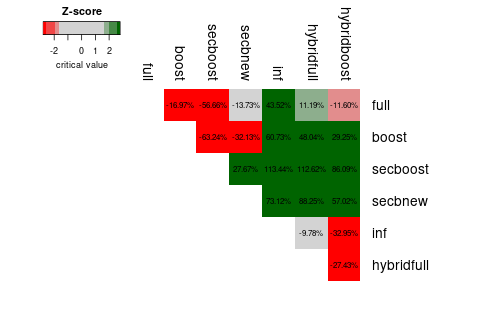 Z-score
-2 0 1 2
critical value
full
boost
secboost
secbnew
inf
hybridfull
hybridboost
-16.97% -56.66% -13.73% 43.52% 11.19% -11.60% full
-83.24% -32.13% 60.73% 48.04% 29.25% boost
27.67% 113.44% 112.62% 86.09% secboost
73.12% 88.25% 57.02% secbnew
-9.78% -32.95% inf
-27.43% hybridfull